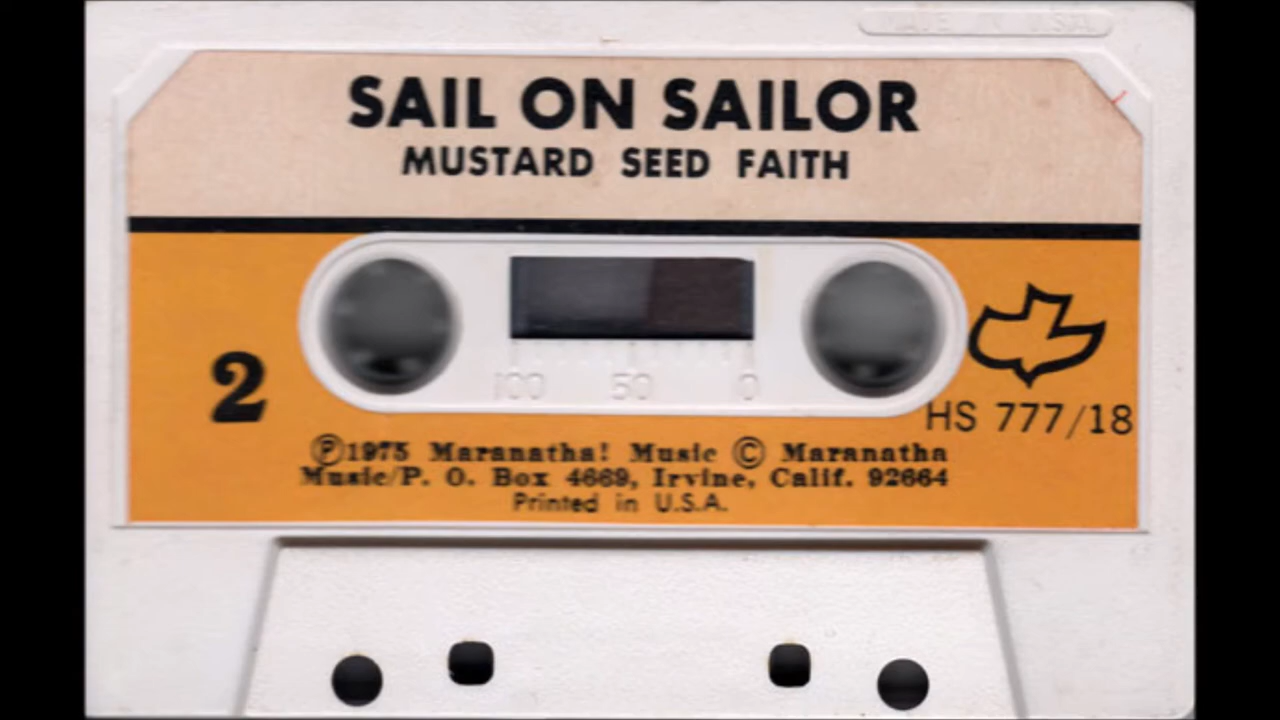 MADE IN U.S.A.
SAIL ON SAILOR
MUSTARD SEED FAITH
100 50 0
2
HS 777/18
Ⓟ1975 Maranatha! Music © Maranatha
Music/P. O. Box 4669, Irvine, Calif. 92664
Printed in U.S.A.